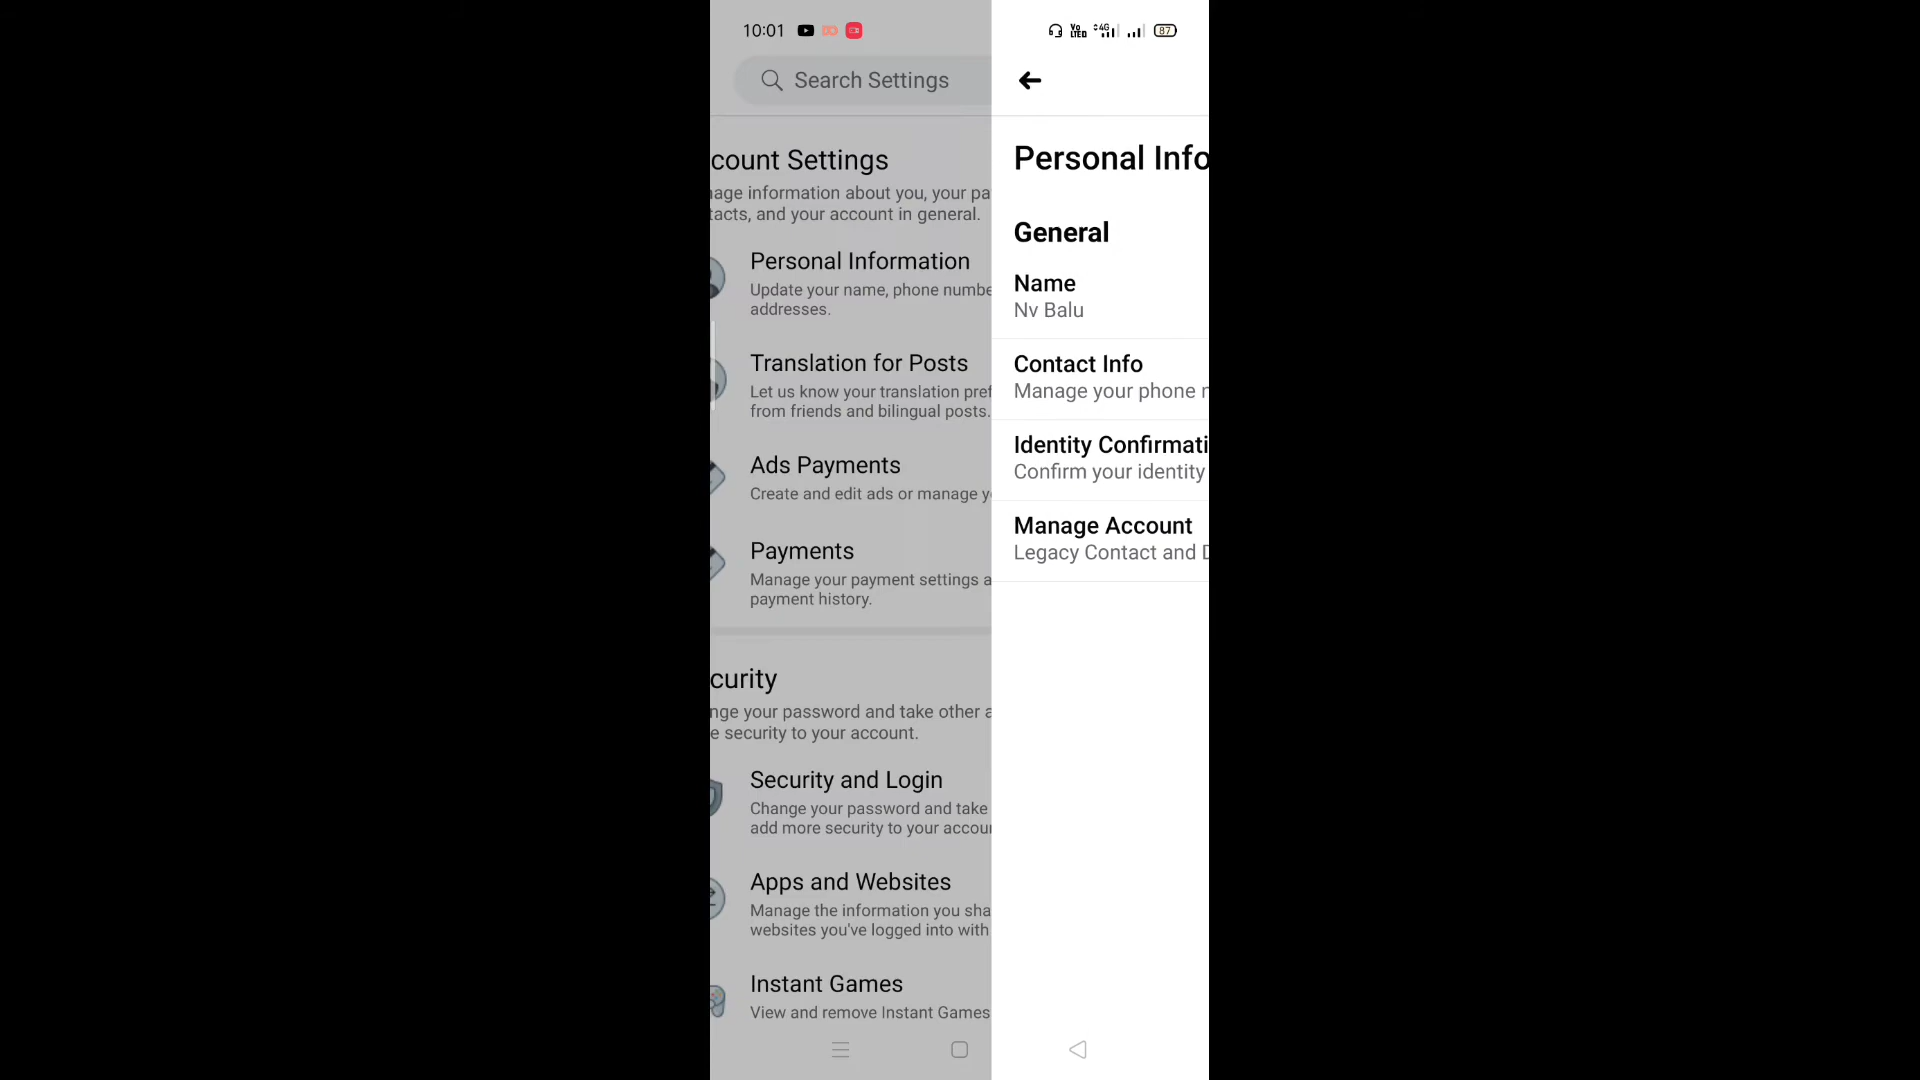 10:01
Vo LTED 4G 87
Search Settings
count Settings
nage information about you, your pa
tacts, and your account in general.
Personal Information
Update your name, phone numbe
addresses.
Translation for Posts
Let us know your translation pref
from friends and bilingual posts.
Ads Payments
Create and edit ads or manage y
Payments
Manage your payment settings a
payment history.
curity
nge your password and take other a
e security to your account.
Security and Login
Change your password and take
add more security to your accou
Apps and Websites
Manage the information you sha
websites you've logged into with
Instant Games
View and remove Instant Games
Personal Info
General
Name
Nv Balu
Contact Info
Manage your phone
Identity Confirmati
Confirm your identity
Manage Account
Legacy Contact and D